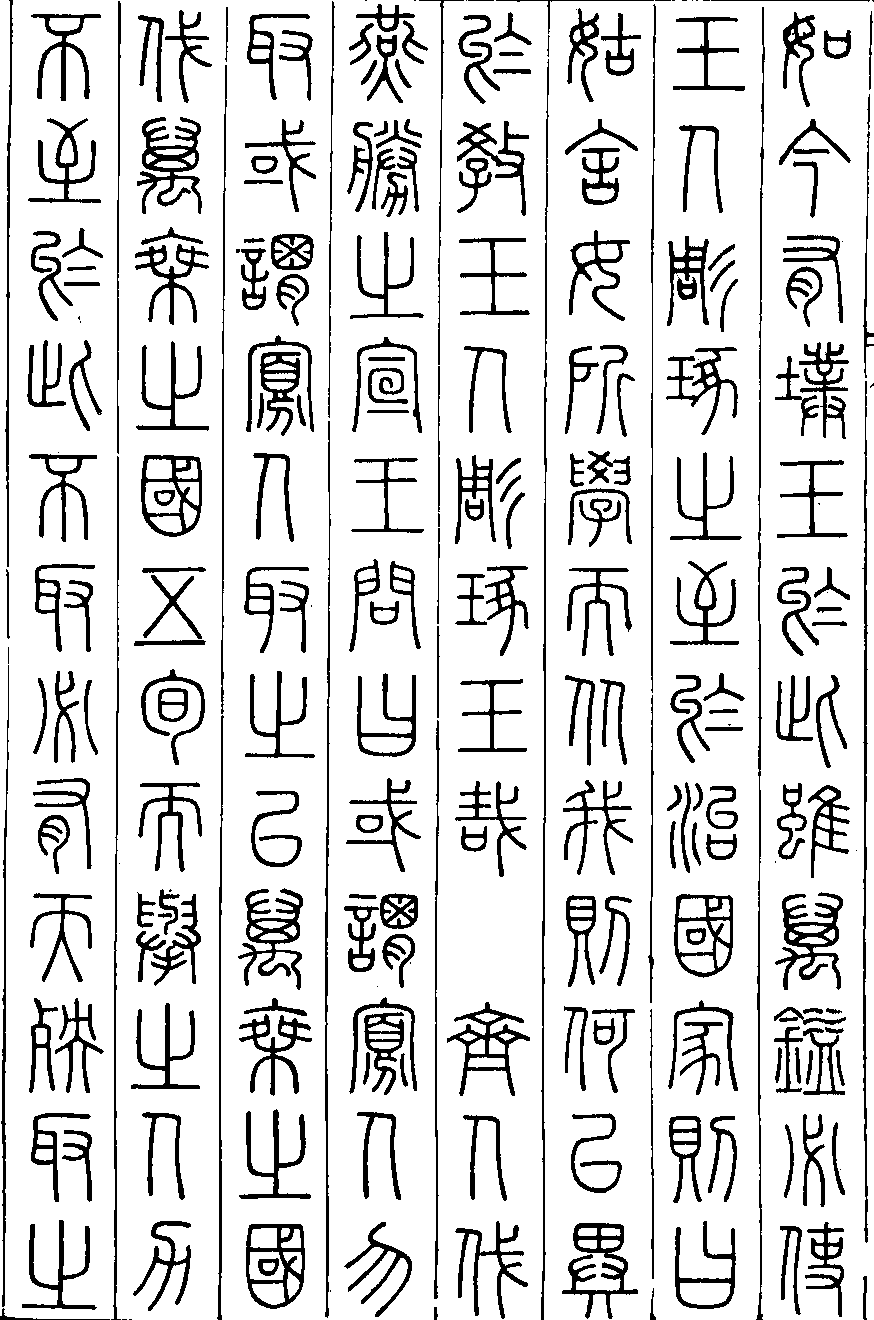 如今有璞玉於此雖萬鎰必使
玉人彫琢之至於治國家則曰
姑舍女所學而从我則何以異
於教玉人彫琢玉哉　齊人伐
燕勝之宣王問曰或謂寡人勿
取或謂寡人取之以萬乘之國
伐萬乘之國五旬而舉之人力
不至於此不取必有天殃取之